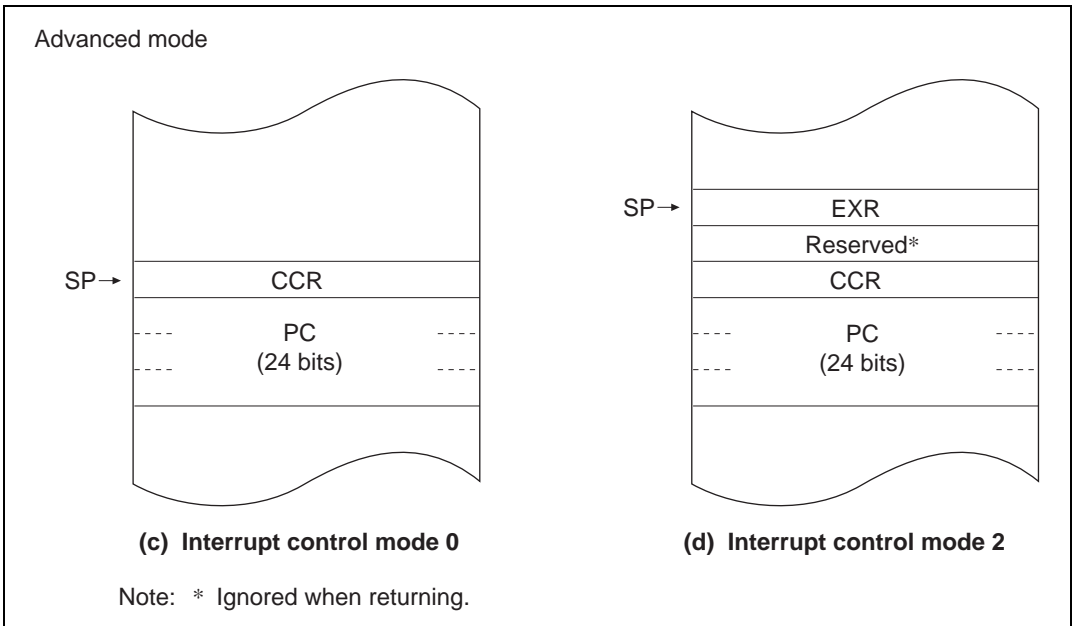 Advanced mode
SP→
CCR
PC
(24 bits)
(c) Interrupt control mode 0
SP→
EXR
Reserved*
CCR
PC
(24 bits)
(d) Interrupt control mode 2
Note: * Ignored when returning.